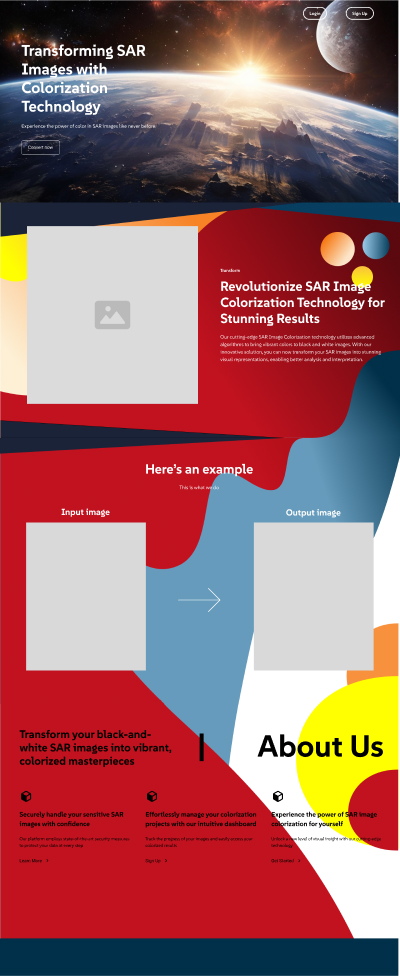 Login
Sign Up
Transforming SAR
Images with
Colorization
Technology
Experience the power of color in SAR images like never before.
Convert now
Transform
Revolutionize SAR Image
Colorization Technology for
Stunning Results
Our cutting-edge SAR Image Colorization technology utilizes advanced
algorithms to bring vibrant colors to black and white images. With our
innovative solution, you can now transform your SAR images into stunning
visual representations, enabling better analysis and interpretation.
Here's an example
This is what we do
Input image
Output image
Transform your black-and-
white SAR images into vibrant,
colorized masterpieces
About Us
Securely handle your sensitive SAR
images with confidence
Our platform employs state-of-the-art security measures
to protect your data at every step.
Learn More >
Effortlessly manage your colorization
projects with our intuitive dashboard
Track the progress of your images and easily access your
colorized results.
Sign Up >
Experience the power of SAR image
colorization for yourself
Unlock a new level of visual insight with our cutting-edge
technology.
Get Started >